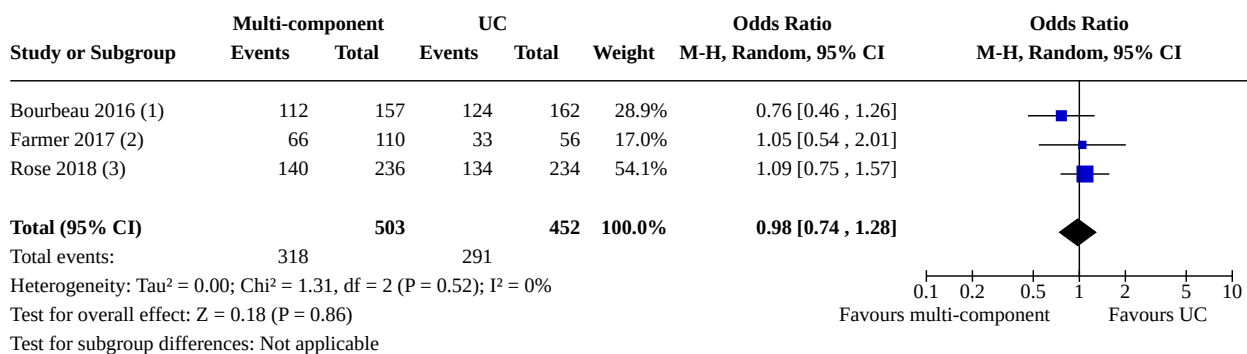 Multi-component UC Odds Ratio Odds Ratio
Study or Subgroup Events Total Events Total Weight M-H, Random, 95% CI M-H, Random, 95% CI
Bourbeau 2016 (1) 112 157 124 162 28.9% 0.76 [0.46 , 1.26]
Farmer 2017 (2) 66 110 33 56 17.0% 1.05 [0.54 , 2.01]
Rose 2018 (3) 140 236 134 234 54.1% 1.09 [0.75 , 1.57]
Total (95% CI) 503 452 100.0% 0.98 [0.74 , 1.28]
Total events: 318 291
Heterogeneity: Tau² = 0.00; Chi² = 1.31, df = 2 (P = 0.52); I² = 0%
0.1 0.2 0.5 1 2 5 10
Test for overall effect: Z = 0.18 (P = 0.86) Favours multi-component Favours UC
Test for subgroup differences: Not applicable